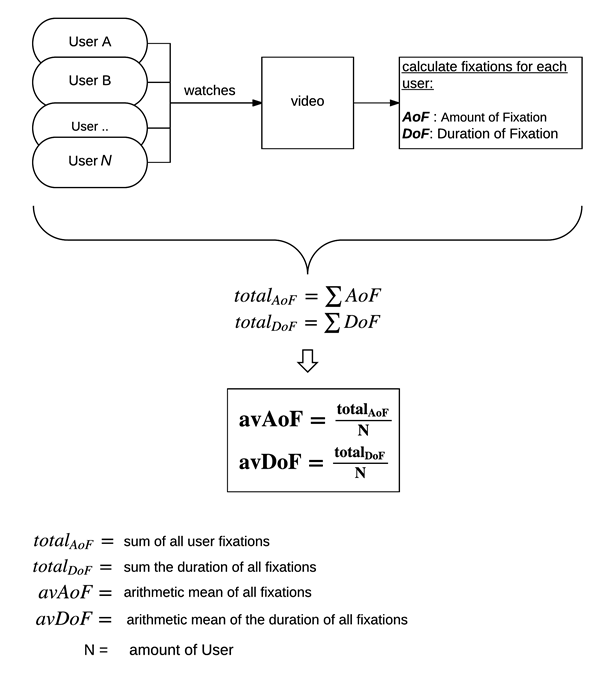 User A
User B
User ..
User N
watches
video
calculate fixations for each
user:
AoF : Amount of Fixation
DoF: Duration of Fixation
total_AoF = ∑ AoF
total_DoF = ∑ DoF
avAoF = total_AoF / N
avDoF = total_DoF / N
total_AoF = sum of all user fixations
total_DoF = sum the duration of all fixations
avAoF = arithmetic mean of all fixations
avDoF = arithmetic mean of the duration of all fixations
N = amount of User